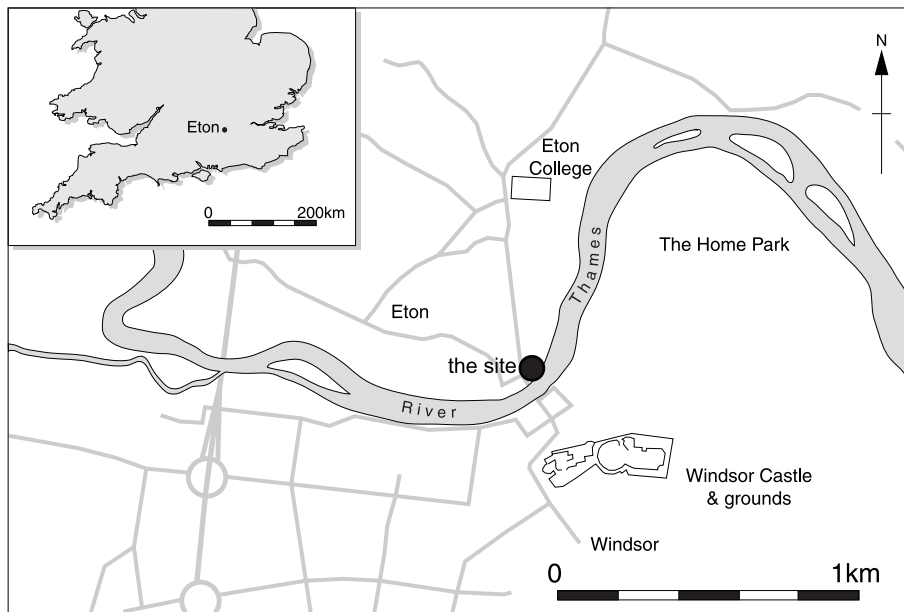 Eton
0 200km
N
Eton
College
Thames
The Home Park
Eton
the site
River
Windsor Castle
& grounds
Windsor
0 1km